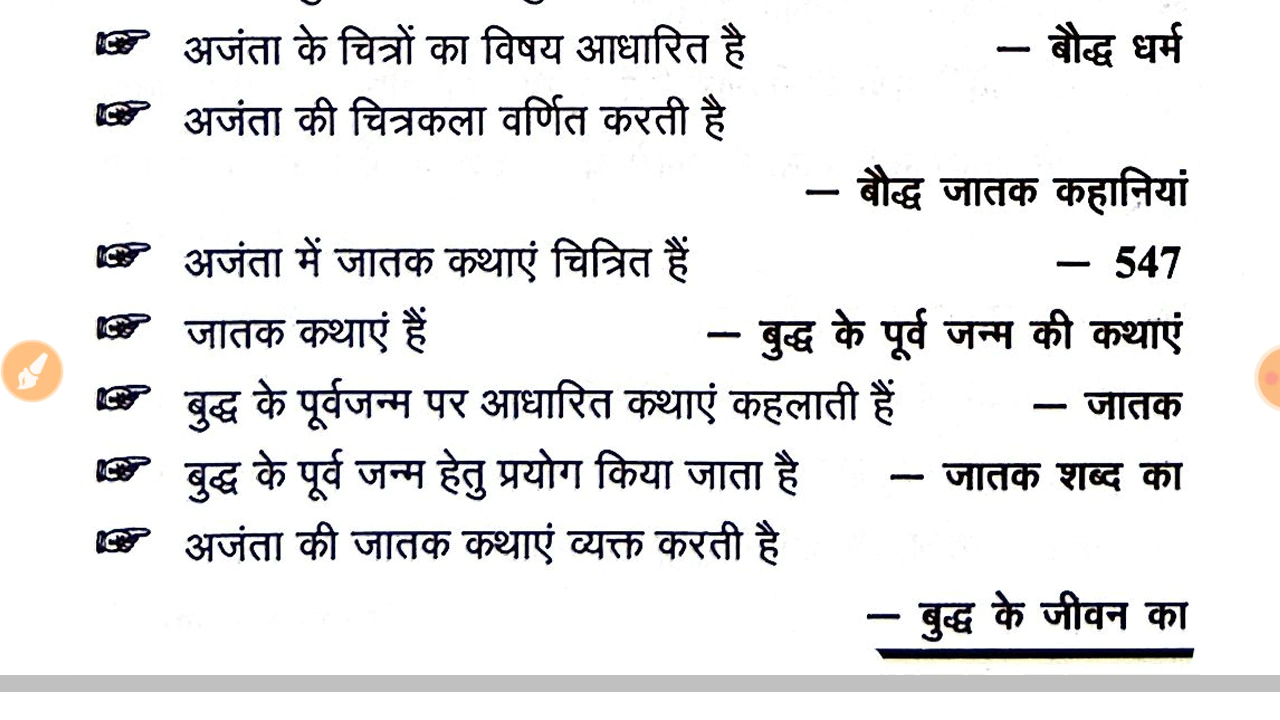 अजंता के चित्रों का विषय आधारित है – बौद्ध धर्म
अजंता की चित्रकला वर्णित करती है
– बौद्ध जातक कहानियां
अजंता में जातक कथाएं चित्रित हैं – 547
जातक कथाएं हैं – बुद्ध के पूर्व जन्म की कथाएं
बुद्ध के पूर्वजन्म पर आधारित कथाएं कहलाती हैं – जातक
बुद्ध के पूर्व जन्म हेतु प्रयोग किया जाता है – जातक शब्द का
अजंता की जातक कथाएं व्यक्त करती है
– बुद्ध के जीवन का